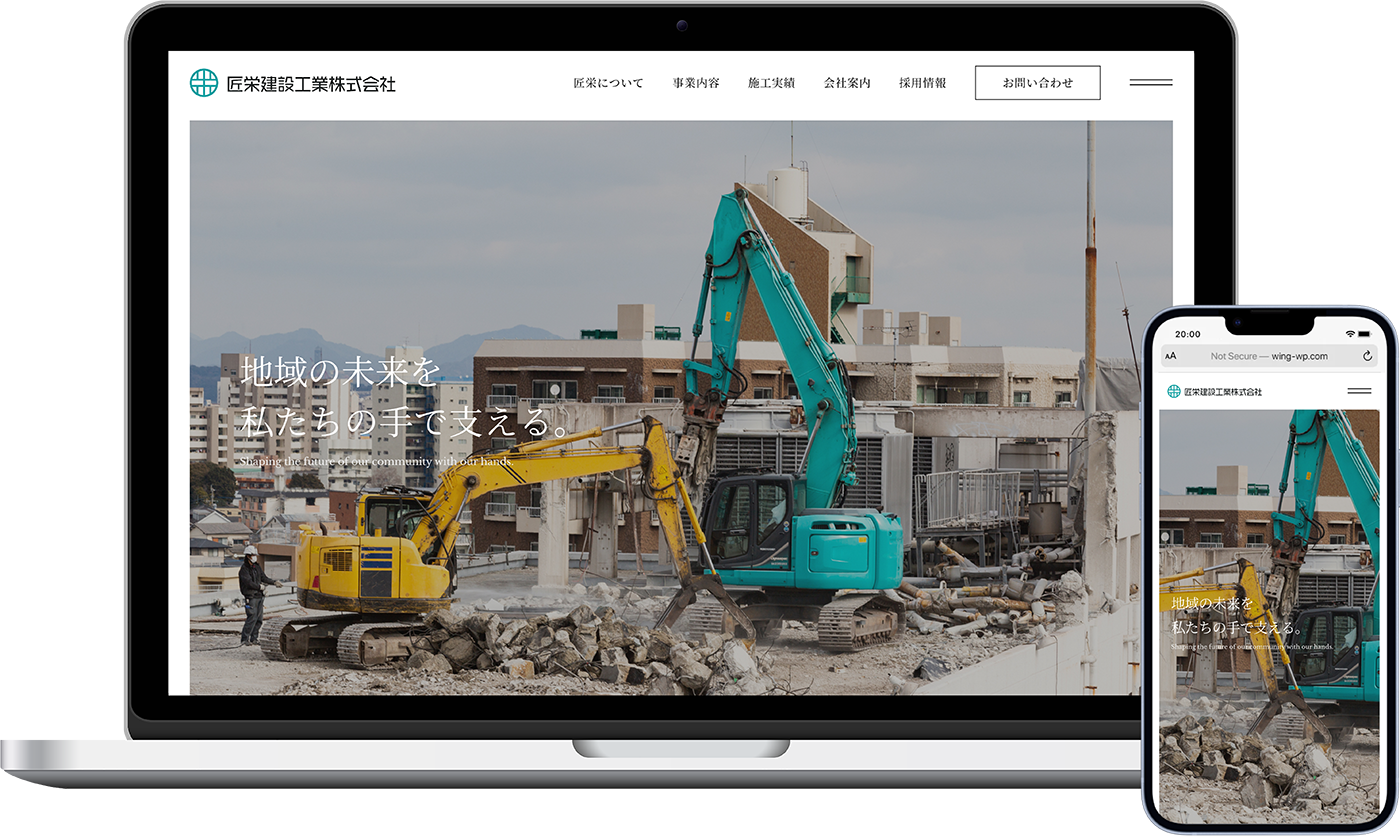 匠栄建設工業株式会社
匠栄について 事業内容 施工実績 会社案内 採用情報 お問い合わせ
地域の未来を
私たちの手で支える。
Shaping the future of our community with our hands.
20:00
AA Not Secure — wing-wp.com
匠栄建設工業株式会社
地域の未来を
私たちの手で支える。
Shaping the future of our community with our hands.